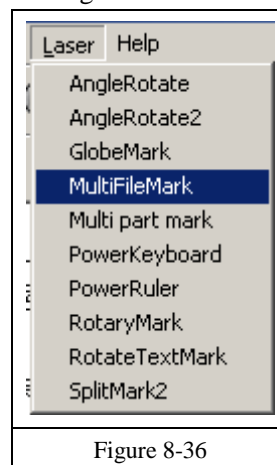 Laser Help
AngleRotate
AngleRotate2
GlobeMark
MultiFileMark
Multi part mark
PowerKeyboard
PowerRuler
RotaryMark
RotateTextMark
SplitMark2
Figure 8-36